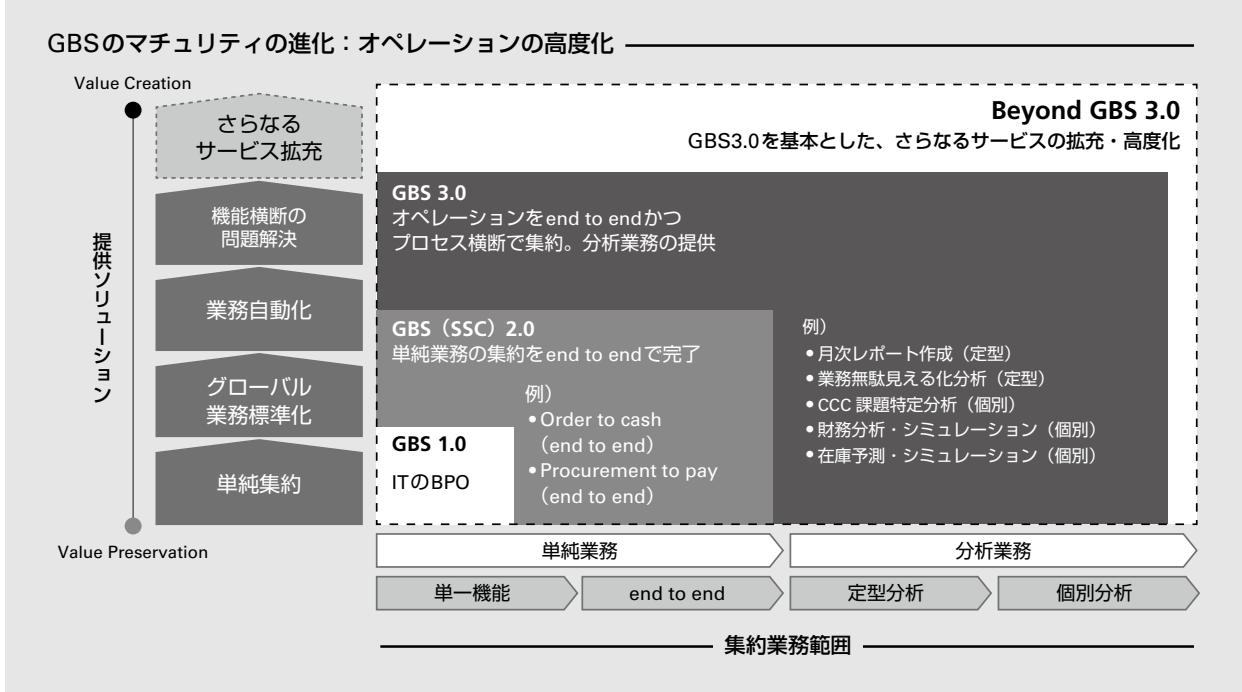 GBSのマチュリティの進化：オペレーションの高度化
Value Creation
提供ソリューション
Value Preservation
さらなる
サービス拡充
機能横断の
問題解決
業務自動化
グローバル
業務標準化
単純集約
Beyond GBS 3.0
GBS3.0を基本とした、さらなるサービスの拡充・高度化
GBS 3.0
オペレーションをend to endかつ
プロセス横断で集約。分析業務の提供
例）
•月次レポート作成（定型）
•業務無駄見える化分析（定型）
•CCC 課題特定分析（個別）
•財務分析・シミュレーション（個別）
•在庫予測・シミュレーション（個別）
GBS（SSC）2.0
単純業務の集約をend to endで完了
例）
•Order to cash
（end to end）
•Procurement to pay
（end to end）
GBS 1.0
ITのBPO
単純業務
分析業務
単一機能
end to end
定型分析
個別分析
集約業務範囲